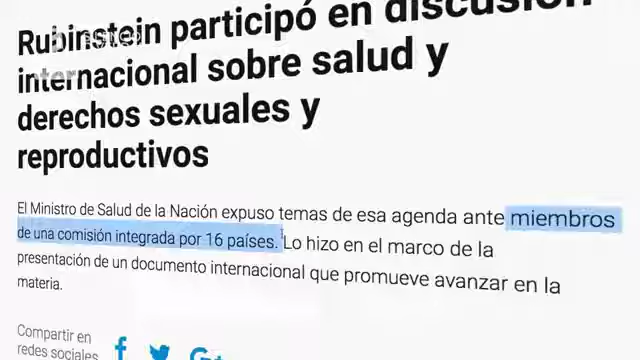 Rubinstein participó en discusión
internacional sobre salud y
derechos sexuales y
reproductivos
El Ministro de Salud de la Nación expuso temas de esa agenda ante miembros
de una comisión integrada por 16 países. Lo hizo en el marco de la
presentación de un documento internacional que promueve avanzar en la
materia.
Compartir en
redes sociales